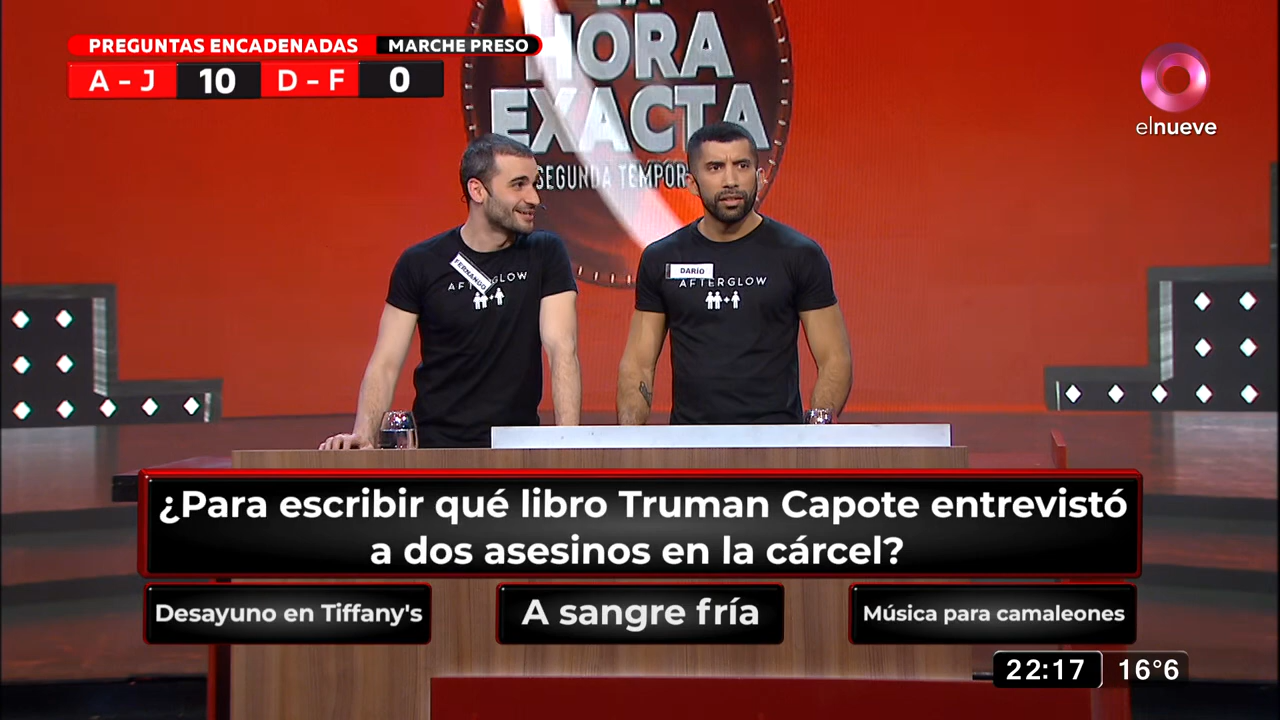 PREGUNTAS ENCADENADAS MARCHE PRESO
A - J 10 D - F 0
LA
HORA
EXACTA
SEGUNDA TEMPOR
elnueve
FERNANDO
AFTERGLOW
DARÍO
AFTERGLOW
¿Para escribir qué libro Truman Capote entrevistó
a dos asesinos en la cárcel?
Desayuno en Tiffany's
A sangre fría
Música para camaleones
22:17 16°6